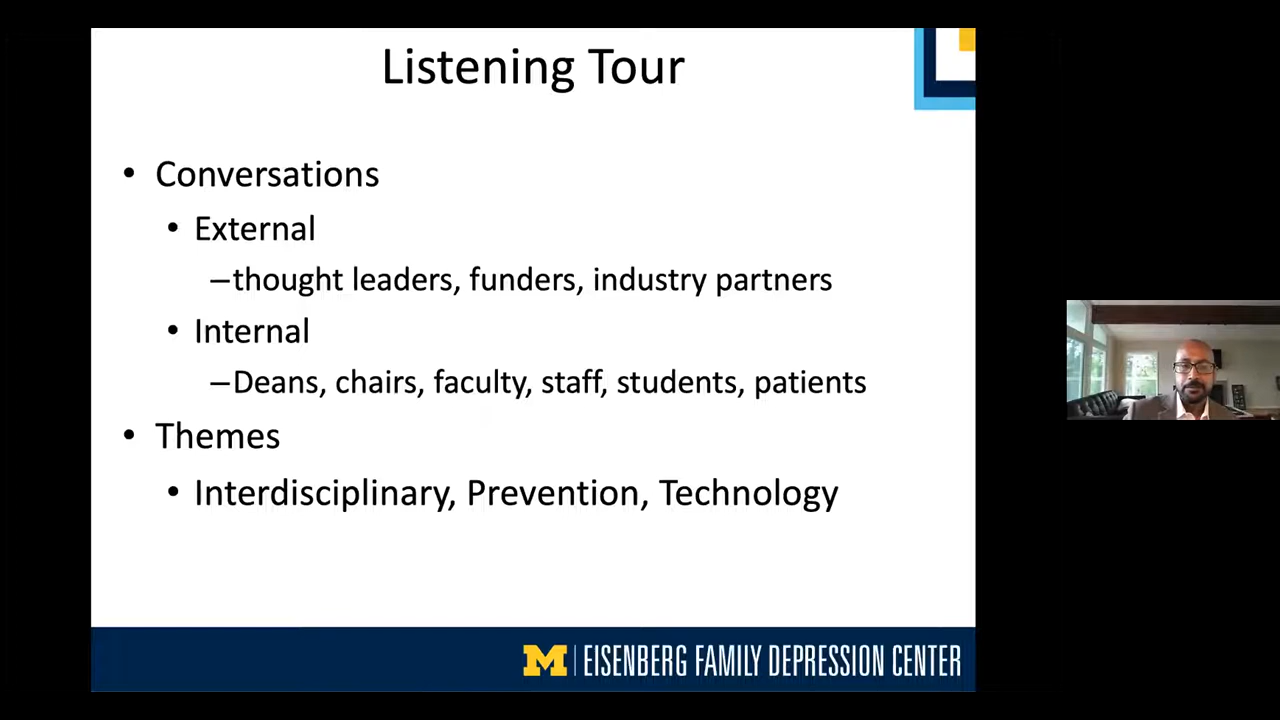 Listening Tour
• Conversations
• External
–thought leaders, funders, industry partners
• Internal
–Deans, chairs, faculty, staff, students, patients
• Themes
• Interdisciplinary, Prevention, Technology
M | EISENBERG FAMILY DEPRESSION CENTER